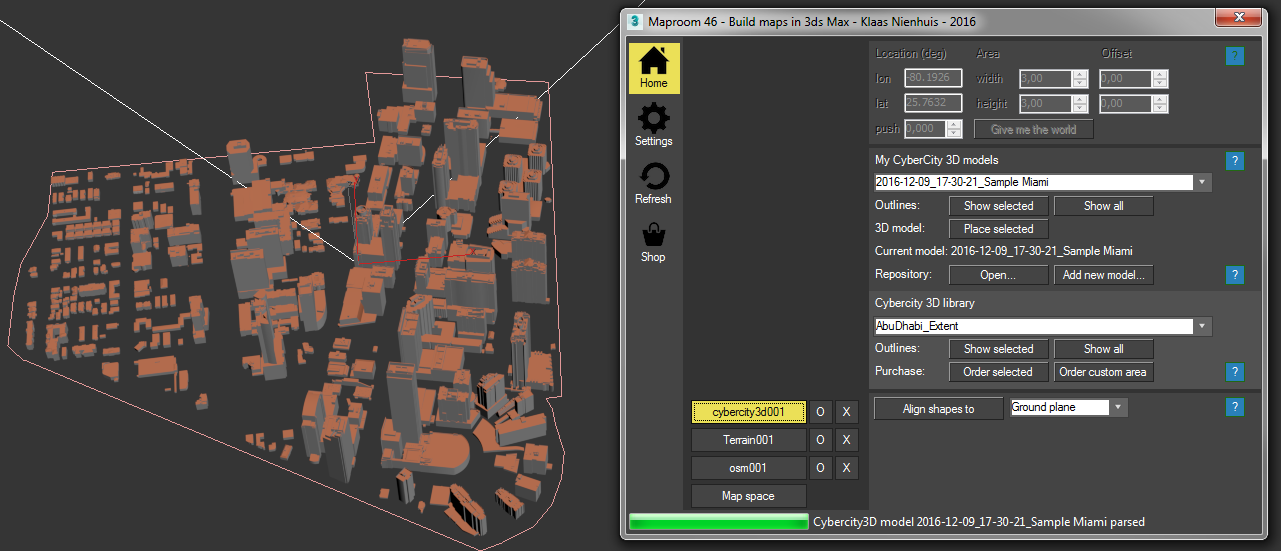 3 Maproom 46 - Build maps in 3ds Max - Klaas Nienhuis - 2016
X
Home
Settings
Refresh
Shop
Location (deg) Area Offset ?
lon -80.1926 width 3,00 0,00
lat 25.7632 height 3,00 0,00
push 0,000 Give me the world
My CyberCity 3D models ?
2016-12-09_17-30-21_Sample Miami
Outlines: Show selected Show all
3D model: Place selected
Current model: 2016-12-09_17-30-21_Sample Miami
Repository: Open... Add new model... ?
Cybercity 3D library
AbuDhabi_Extent
Outlines: Show selected Show all
Purchase: Order selected Order custom area ?
Align shapes to Ground plane ?
cybercity3d001 O X
Terrain001 O X
osm001 O X
Map space
Cybercity3D model 2016-12-09_17-30-21_Sample Miami parsed